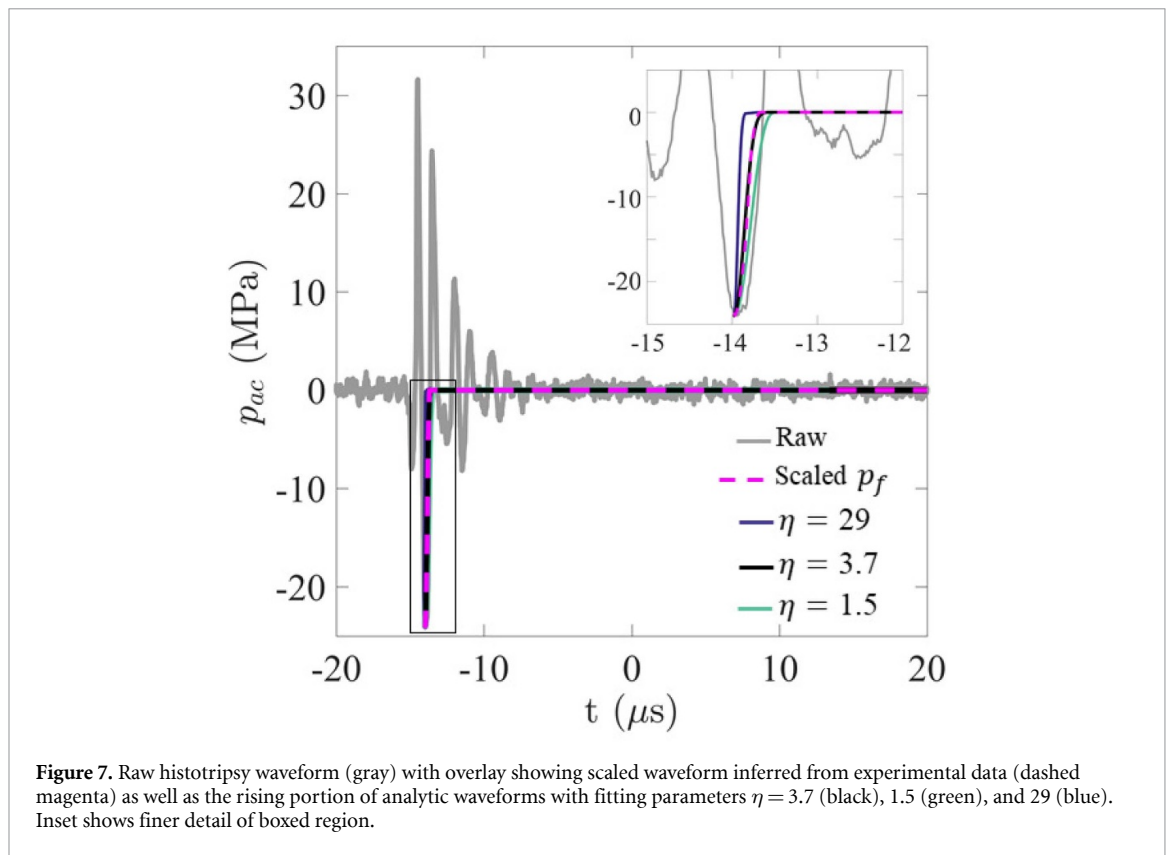 30
20
10
0
-10
-20
p_ac (MPa)
-20 -10 0 10 20
t (μs)
0
-10
-20
-15 -14 -13 -12
Raw
Scaled p_f
η = 29
η = 3.7
η = 1.5
Figure 7. Raw histotripsy waveform (gray) with overlay showing scaled waveform inferred from experimental data (dashed
magenta) as well as the rising portion of analytic waveforms with fitting parameters η = 3.7 (black), 1.5 (green), and 29 (blue).
Inset shows finer detail of boxed region.